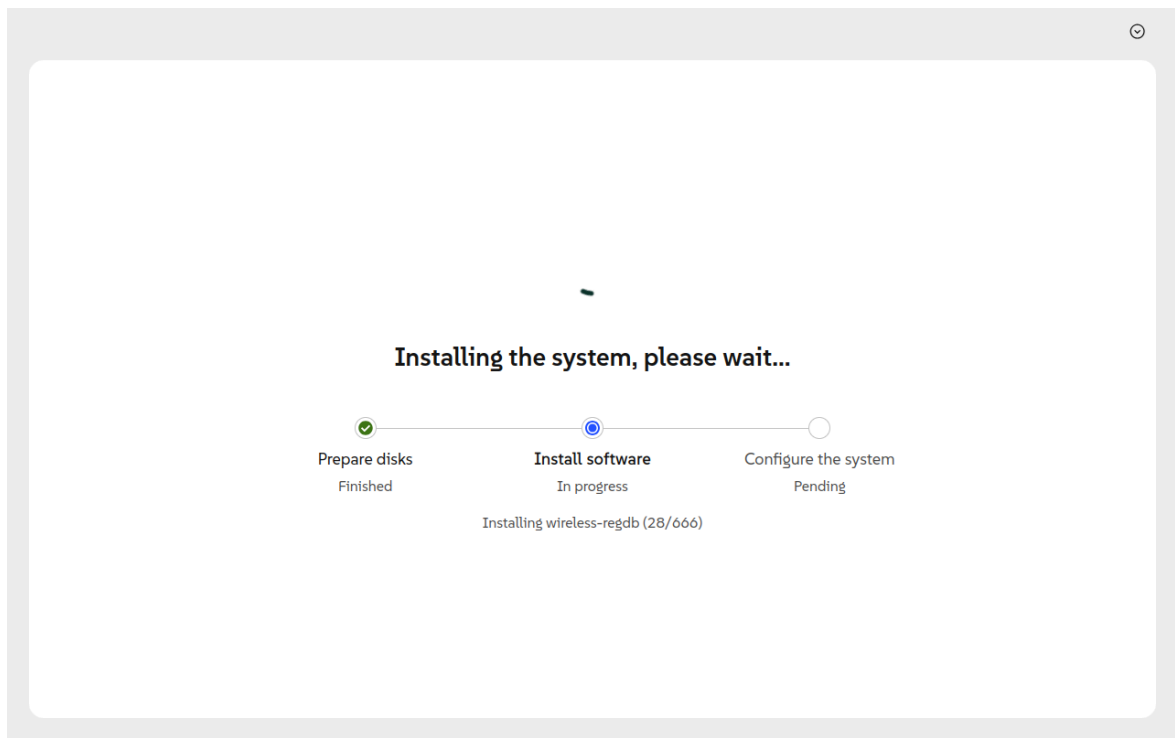 Installing the system, please wait...
Prepare disks
Finished
Install software
In progress
Configure the system
Pending
Installing wireless-regdb (28/666)